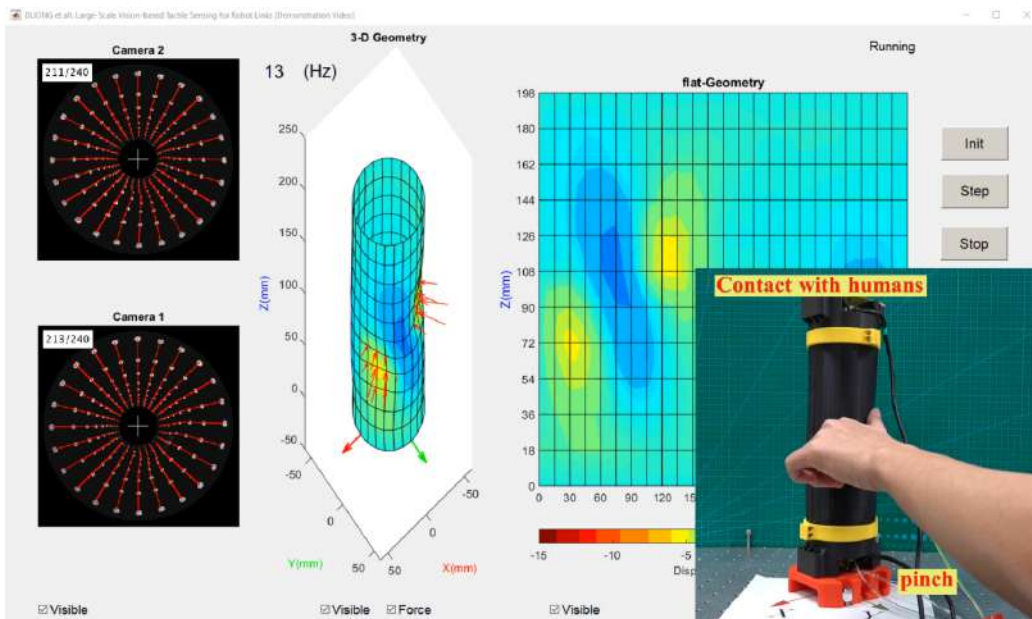 DUONG et al: Large-Scale Vision-based Tactile Sensing for Robot Links (Demonstration Video)
Camera 2
211/240
Camera 1
213/240
Visible
13 (Hz)
3-D Geometry
Z(mm)
250
200
150
100
50
0
-50
-50
0
50
Y(mm)
50
0
-50
X(mm)
Visible
Force
Running
flat-Geometry
Z(mm)
198
180
162
144
126
108
90
72
54
36
18
0
0 30 60 90 120
-15 -10 -5
Disp
Visible
Init
Step
Stop
Contact with humans
pinch